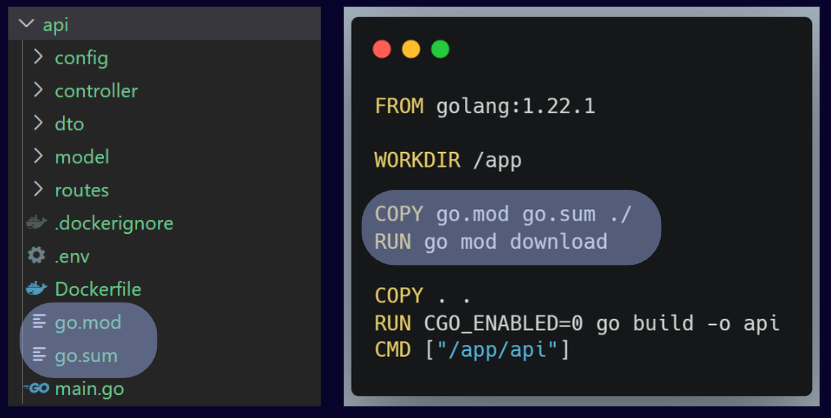 api
config
controller
dto
model
routes
.dockerignore
.env
Dockerfile
go.mod
go.sum
main.go
FROM golang:1.22.1
WORKDIR /app
COPY go.mod go.sum ./
RUN go mod download
COPY . .
RUN CGO_ENABLED=0 go build -o api
CMD ["/app/api"]